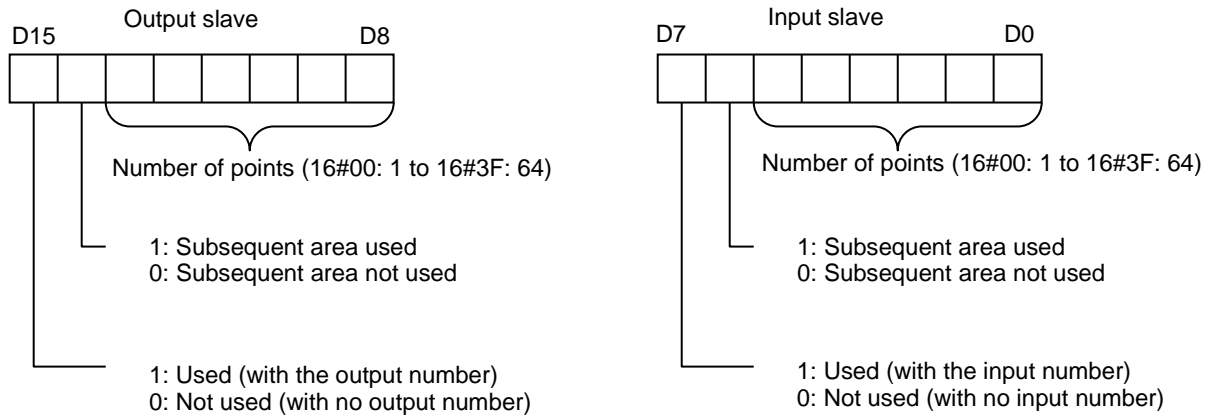 Output slave
D15
D8
Number of points (16#00: 1 to 16#3F: 64)
1: Subsequent area used
0: Subsequent area not used
1: Used (with the output number)
0: Not used (with no output number)
Input slave
D7
D0
Number of points (16#00: 1 to 16#3F: 64)
1: Subsequent area used
0: Subsequent area not used
1: Used (with the input number)
0: Not used (with no input number)